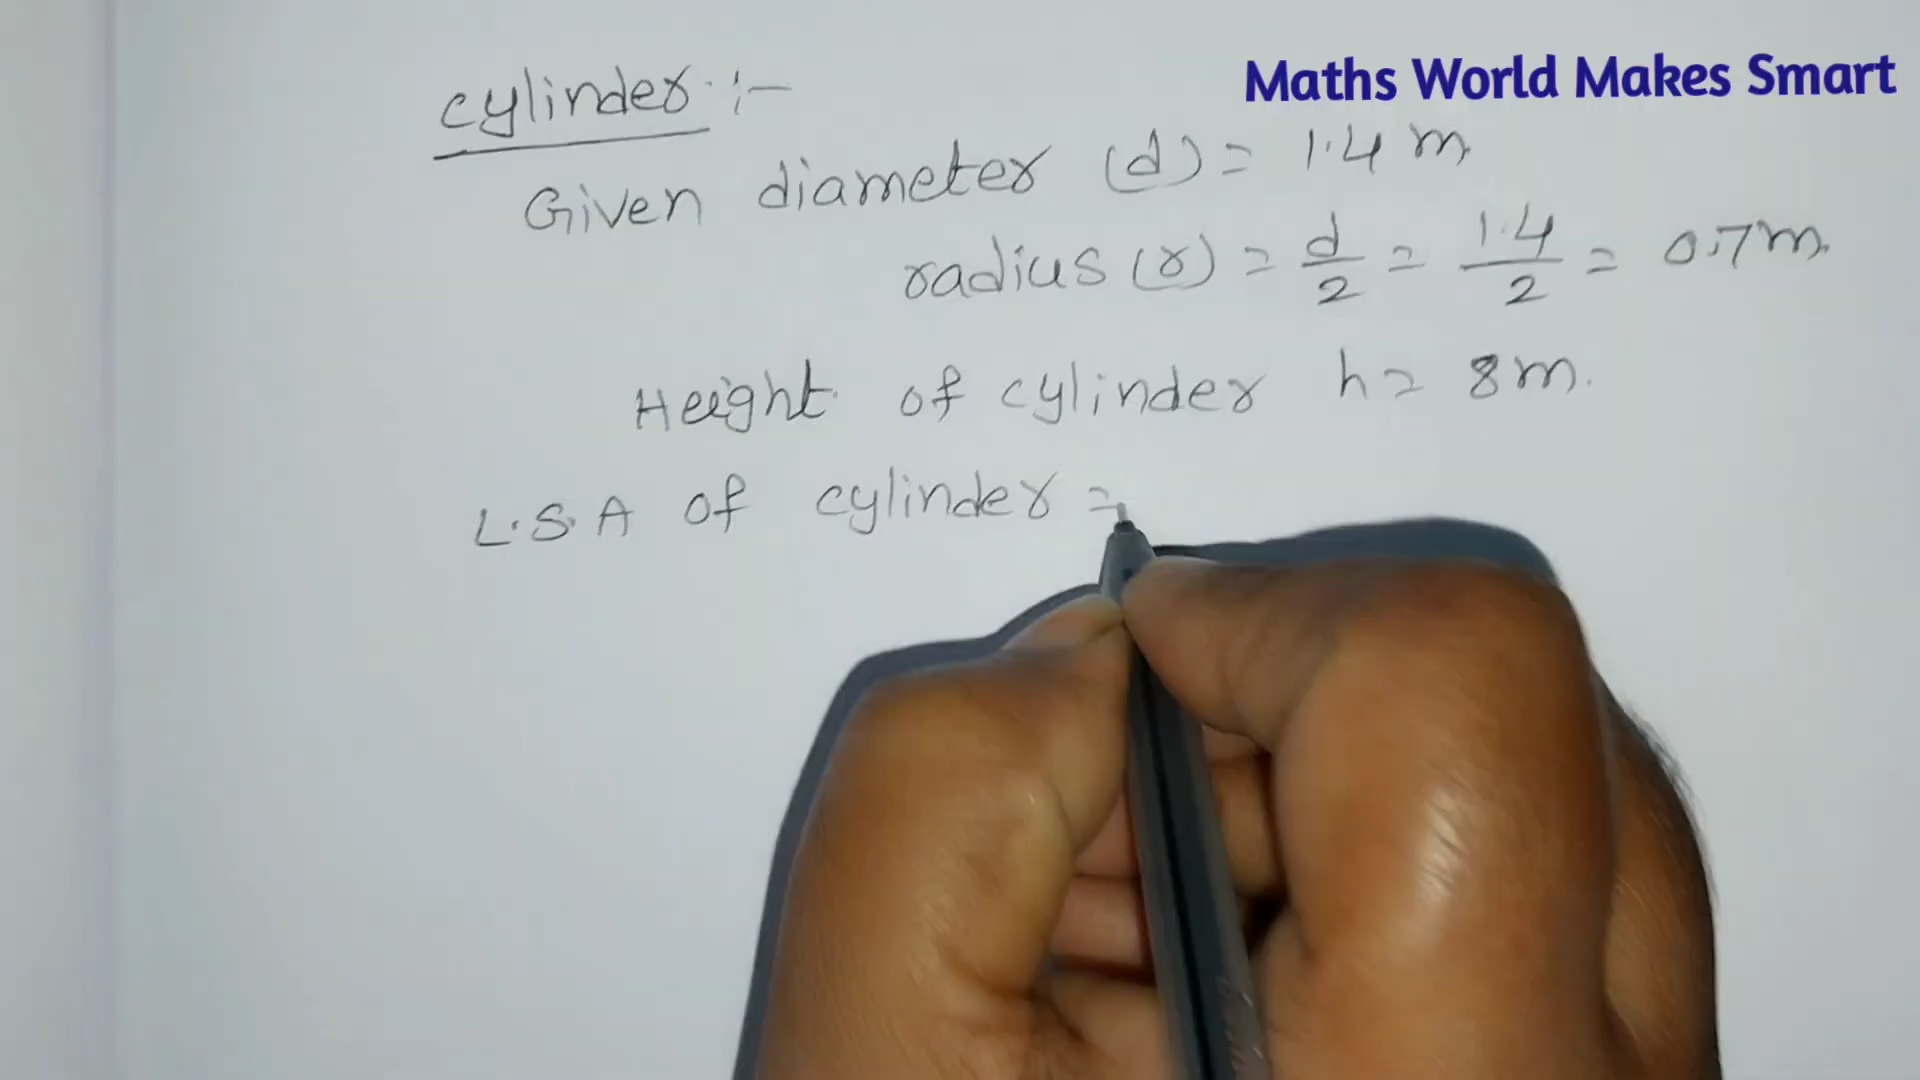 Maths World Makes Smart
cylinder :-
Given diameter (d) = 1.4 m.
radius (r) = d/2 = 1.4/2 = 0.7m.
Height of cylinder h = 8m.
L.S.A of cylinder =